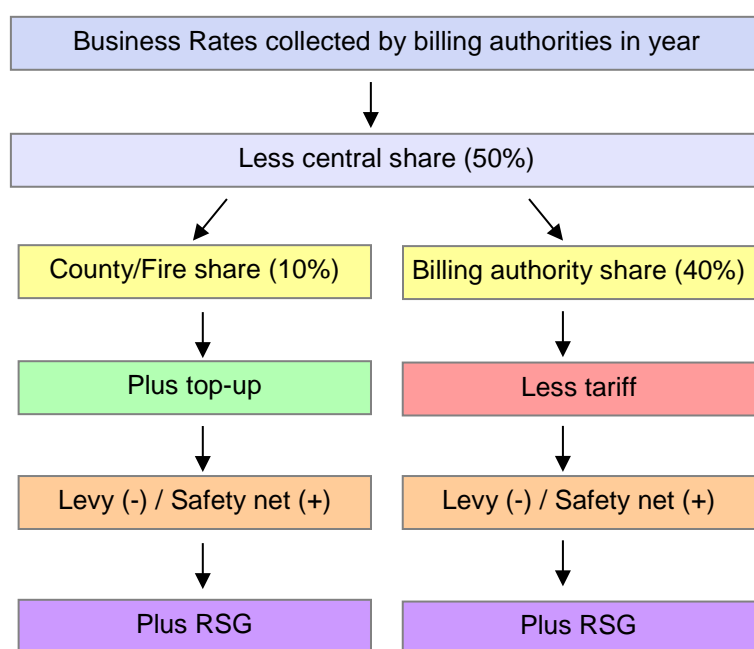 Business Rates collected by billing authorities in year
Less central share (50%)
County/Fire share (10%)
Billing authority share (40%)
Plus top-up
Less tariff
Levy (-) / Safety net (+)
Levy (-) / Safety net (+)
Plus RSG
Plus RSG